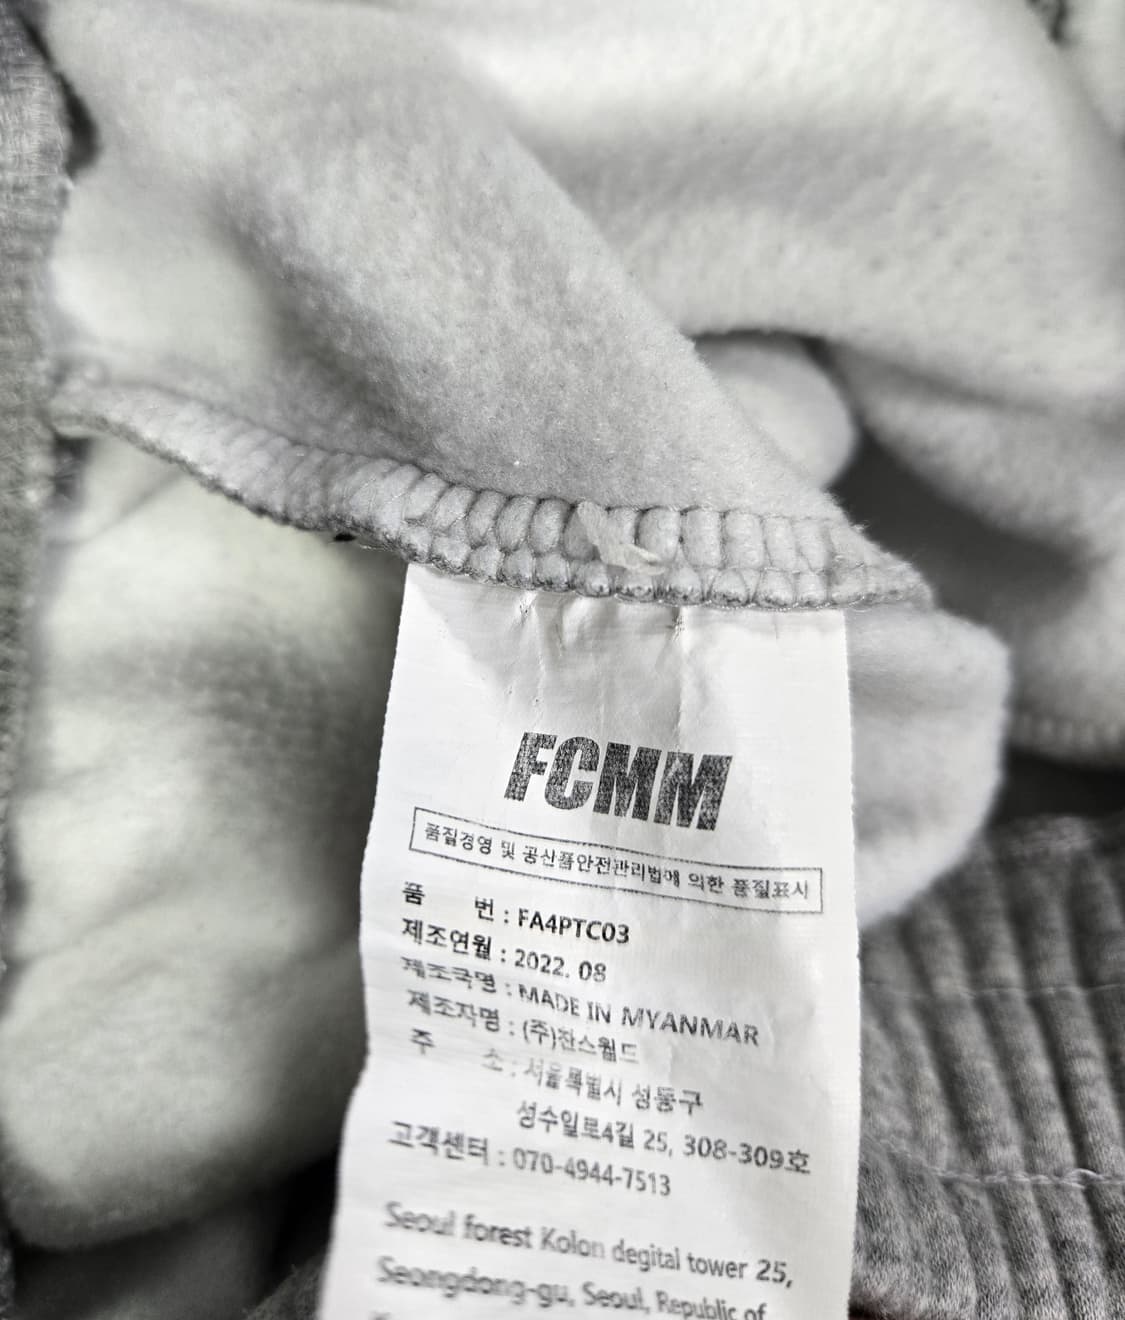 FCMM
품질경영 및 공산품안전관리법에 의한 품질표시
품 번 : FA4PTC03
제조연월 : 2022. 08
제조국명 : MADE IN MYANMAR
제조자명 : (주)찬스월드
주 소 : 서울특별시 성동구
성수일로4길 25, 308-309호
고객센터 : 070-4944-7513
Seoul forest Kolon degital tower 25,
Seongdong-gu, Seoul, Republic of